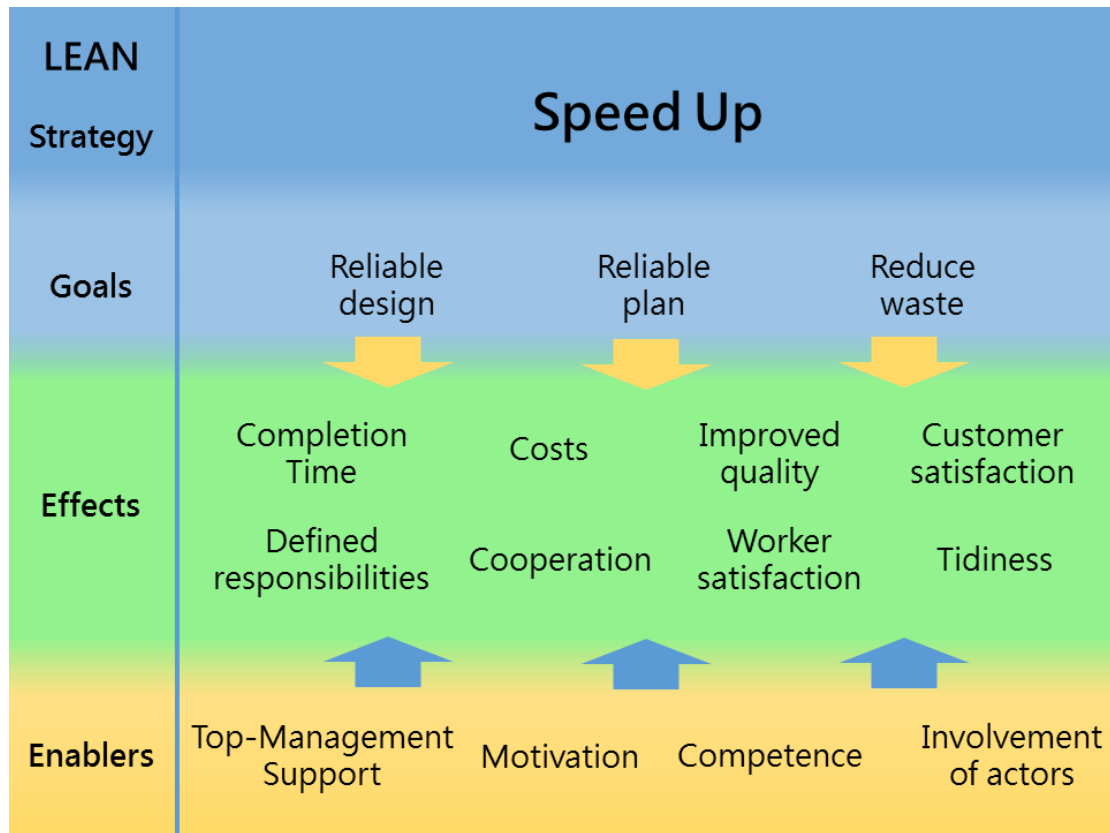 LEAN
Strategy
Speed Up
Goals
Reliable
design
Reliable
plan
Reduce
waste
Effects
Completion
Time
Costs
Improved
quality
Customer
satisfaction
Defined
responsibilities
Cooperation
Worker
satisfaction
Tidiness
Enablers
Top-Management
Support
Motivation
Competence
Involvement
of actors